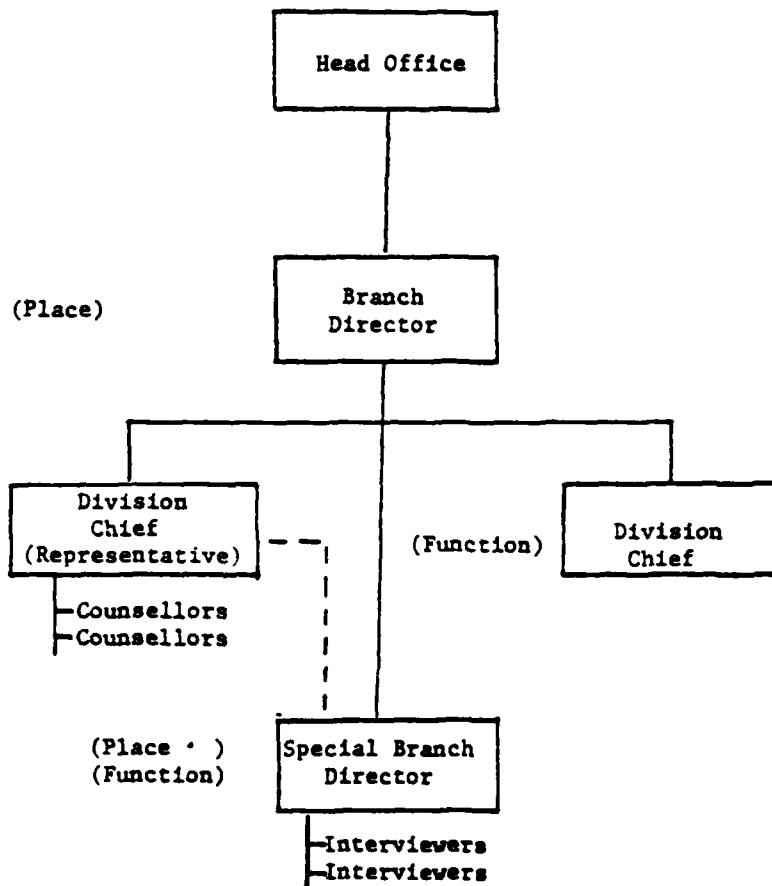 Head Office
(Place)
Branch
Director
Division
Chief
(Representative)
(Function)
Division
Chief
Counsellors
Counsellors
(Place · )
(Function)
Special Branch
Director
Interviewers
Interviewers